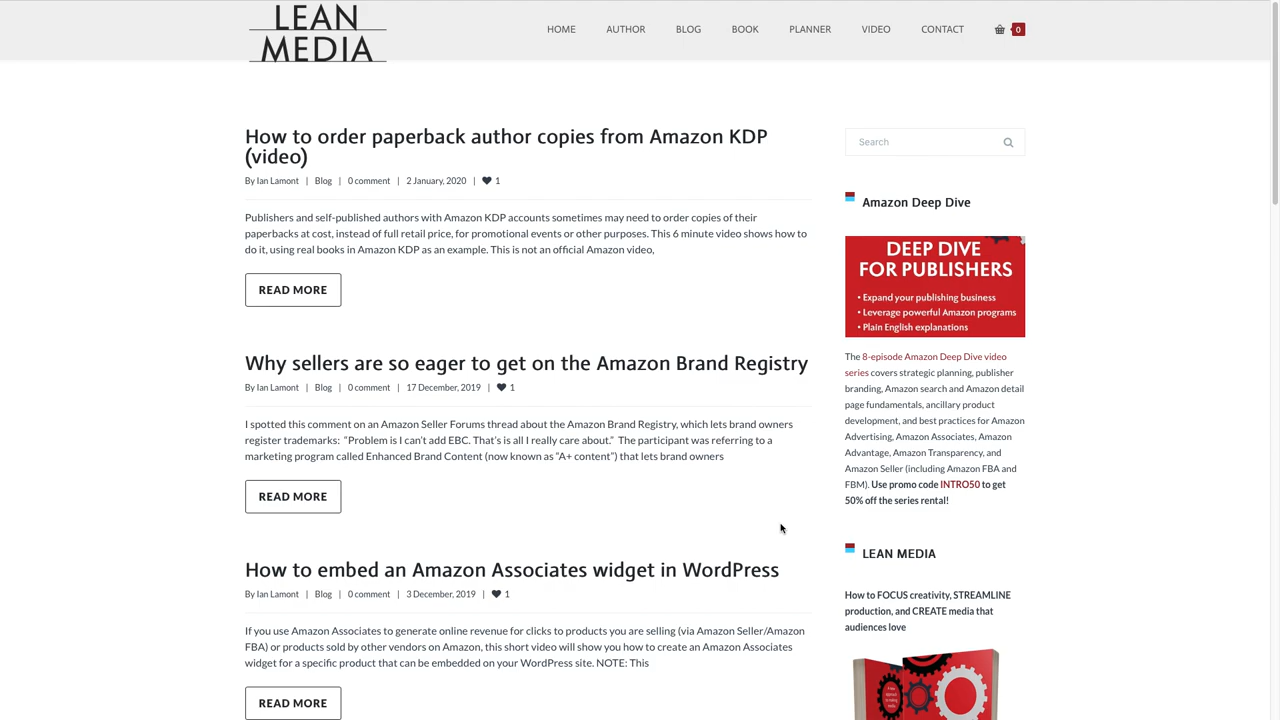 LEAN
MEDIA
HOME AUTHOR BLOG BOOK PLANNER VIDEO CONTACT 0
How to order paperback author copies from Amazon KDP
(video)
By Ian Lamont | Blog | 0 comment | 2 January, 2020 | 1
Publishers and self-published authors with Amazon KDP accounts sometimes may need to order copies of their
paperbacks at cost, instead of full retail price, for promotional events or other purposes. This 6 minute video shows how to
do it, using real books in Amazon KDP as an example. This is not an official Amazon video,
READ MORE
Why sellers are so eager to get on the Amazon Brand Registry
By Ian Lamont | Blog | 0 comment | 17 December, 2019 | 1
I spotted this comment on an Amazon Seller Forums thread about the Amazon Brand Registry, which lets brand owners
register trademarks: “Problem is I can’t add EBC. That’s is all I really care about.” The participant was referring to a
marketing program called Enhanced Brand Content (now known as “A+ content”) that lets brand owners
READ MORE
How to embed an Amazon Associates widget in WordPress
By Ian Lamont | Blog | 0 comment | 3 December, 2019 | 1
If you use Amazon Associates to generate online revenue for clicks to products you are selling (via Amazon Seller/Amazon
FBA) or products sold by other vendors on Amazon, this short video will show you how to create an Amazon Associates
widget for a specific product that can be embedded on your WordPress site. NOTE: This
READ MORE
Search
Amazon Deep Dive
DEEP DIVE
FOR PUBLISHERS
• Expand your publishing business
• Leverage powerful Amazon programs
• Plain English explanations
The 8-episode Amazon Deep Dive video
series covers strategic planning, publisher
branding, Amazon search and Amazon detail
page fundamentals, ancillary product
development, and best practices for Amazon
Advertising, Amazon Associates, Amazon
Advantage, Amazon Transparency, and
Amazon Seller (including Amazon FBA and
FBM). Use promo code INTRO50 to get
50% off the series rental!
LEAN MEDIA
How to FOCUS creativity, STREAMLINE
production, and CREATE media that
audiences love